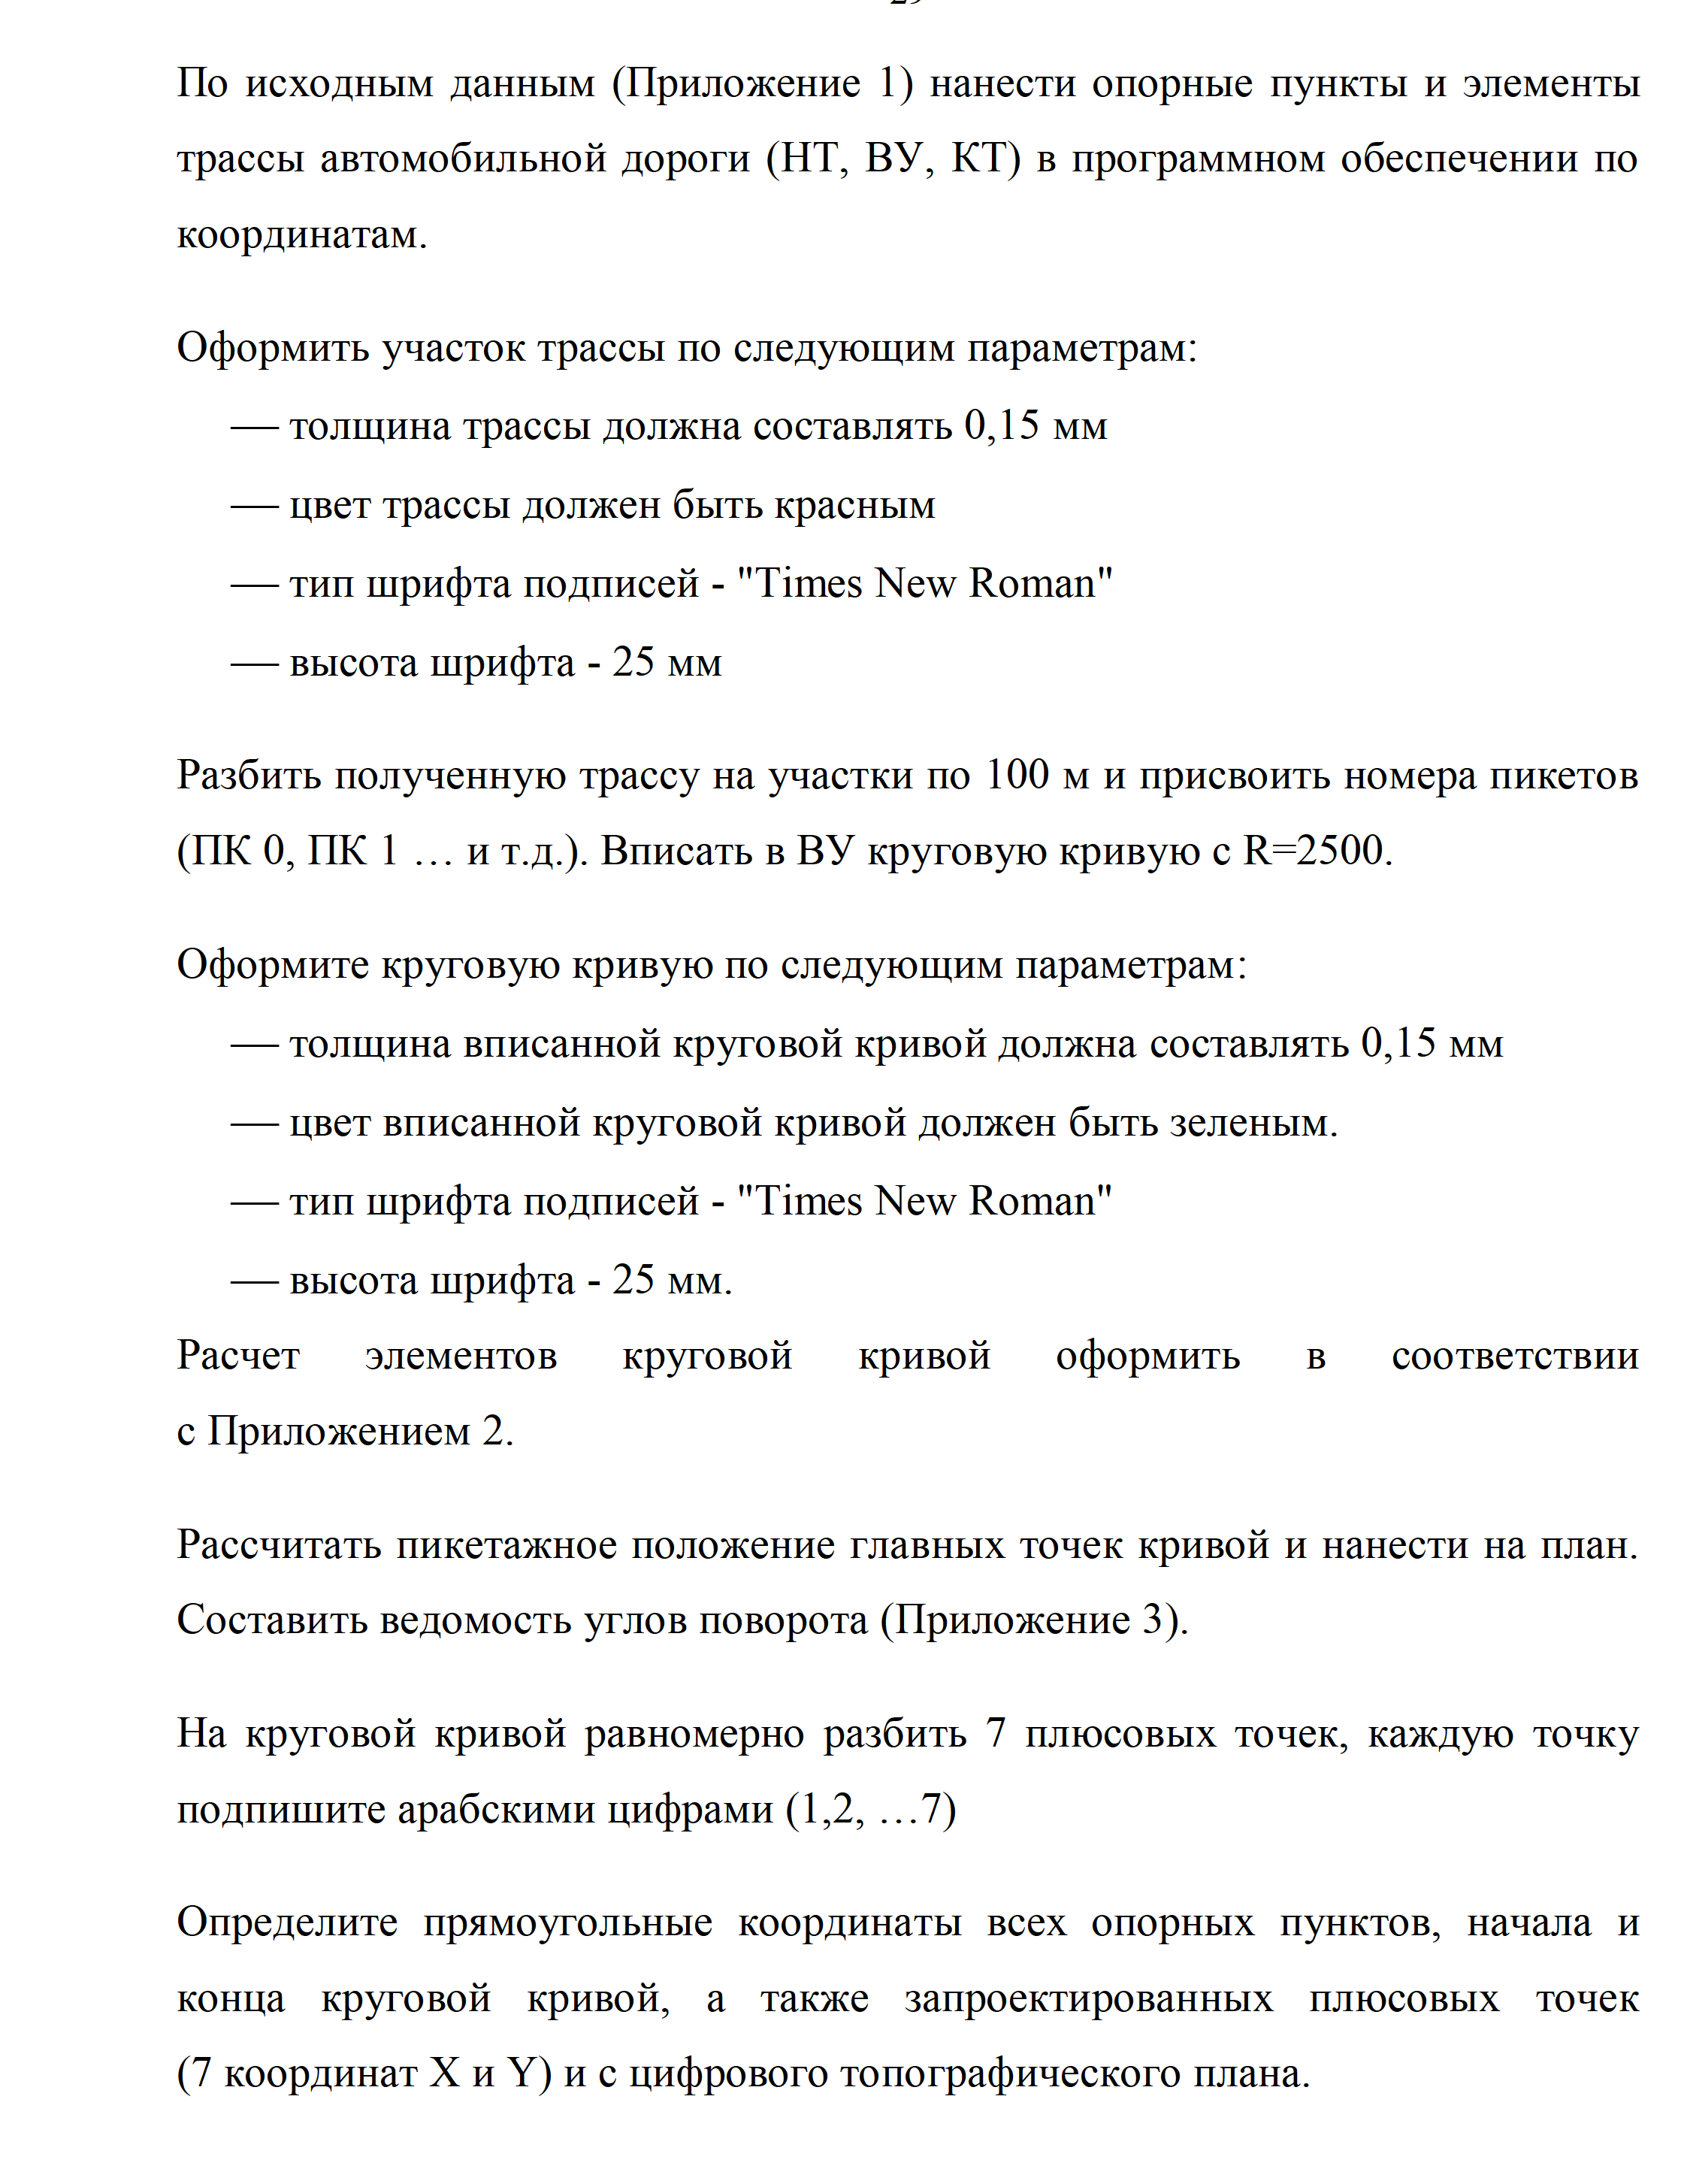 По исходным данным (Приложение 1) нанести опорные пункты и элементы
трассы автомобильной дороги (НТ, ВУ, КТ) в программном обеспечении по
координатам.
Оформить участок трассы по следующим параметрам:
— толщина трассы должна составлять 0,15 мм
— цвет трассы должен быть красным
— тип шрифта подписей - "Times New Roman"
— высота шрифта - 25 мм
Разбить полученную трассу на участки по 100 м и присвоить номера пикетов
(ПК 0, ПК 1 … и т.д.). Вписать в ВУ круговую кривую с R=2500.
Оформите круговую кривую по следующим параметрам:
— толщина вписанной круговой кривой должна составлять 0,15 мм
— цвет вписанной круговой кривой должен быть зеленым.
— тип шрифта подписей - "Times New Roman"
— высота шрифта - 25 мм.
Расчет элементов круговой кривой оформить в соответствии
с Приложением 2.
Рассчитать пикетажное положение главных точек кривой и нанести на план.
Составить ведомость углов поворота (Приложение 3).
На круговой кривой равномерно разбить 7 плюсовых точек, каждую точку
подпишите арабскими цифрами (1,2, …7)
Определите прямоугольные координаты всех опорных пунктов, начала и
конца круговой кривой, а также запроектированных плюсовых точек
(7 координат X и Y) и с цифрового топографического плана.